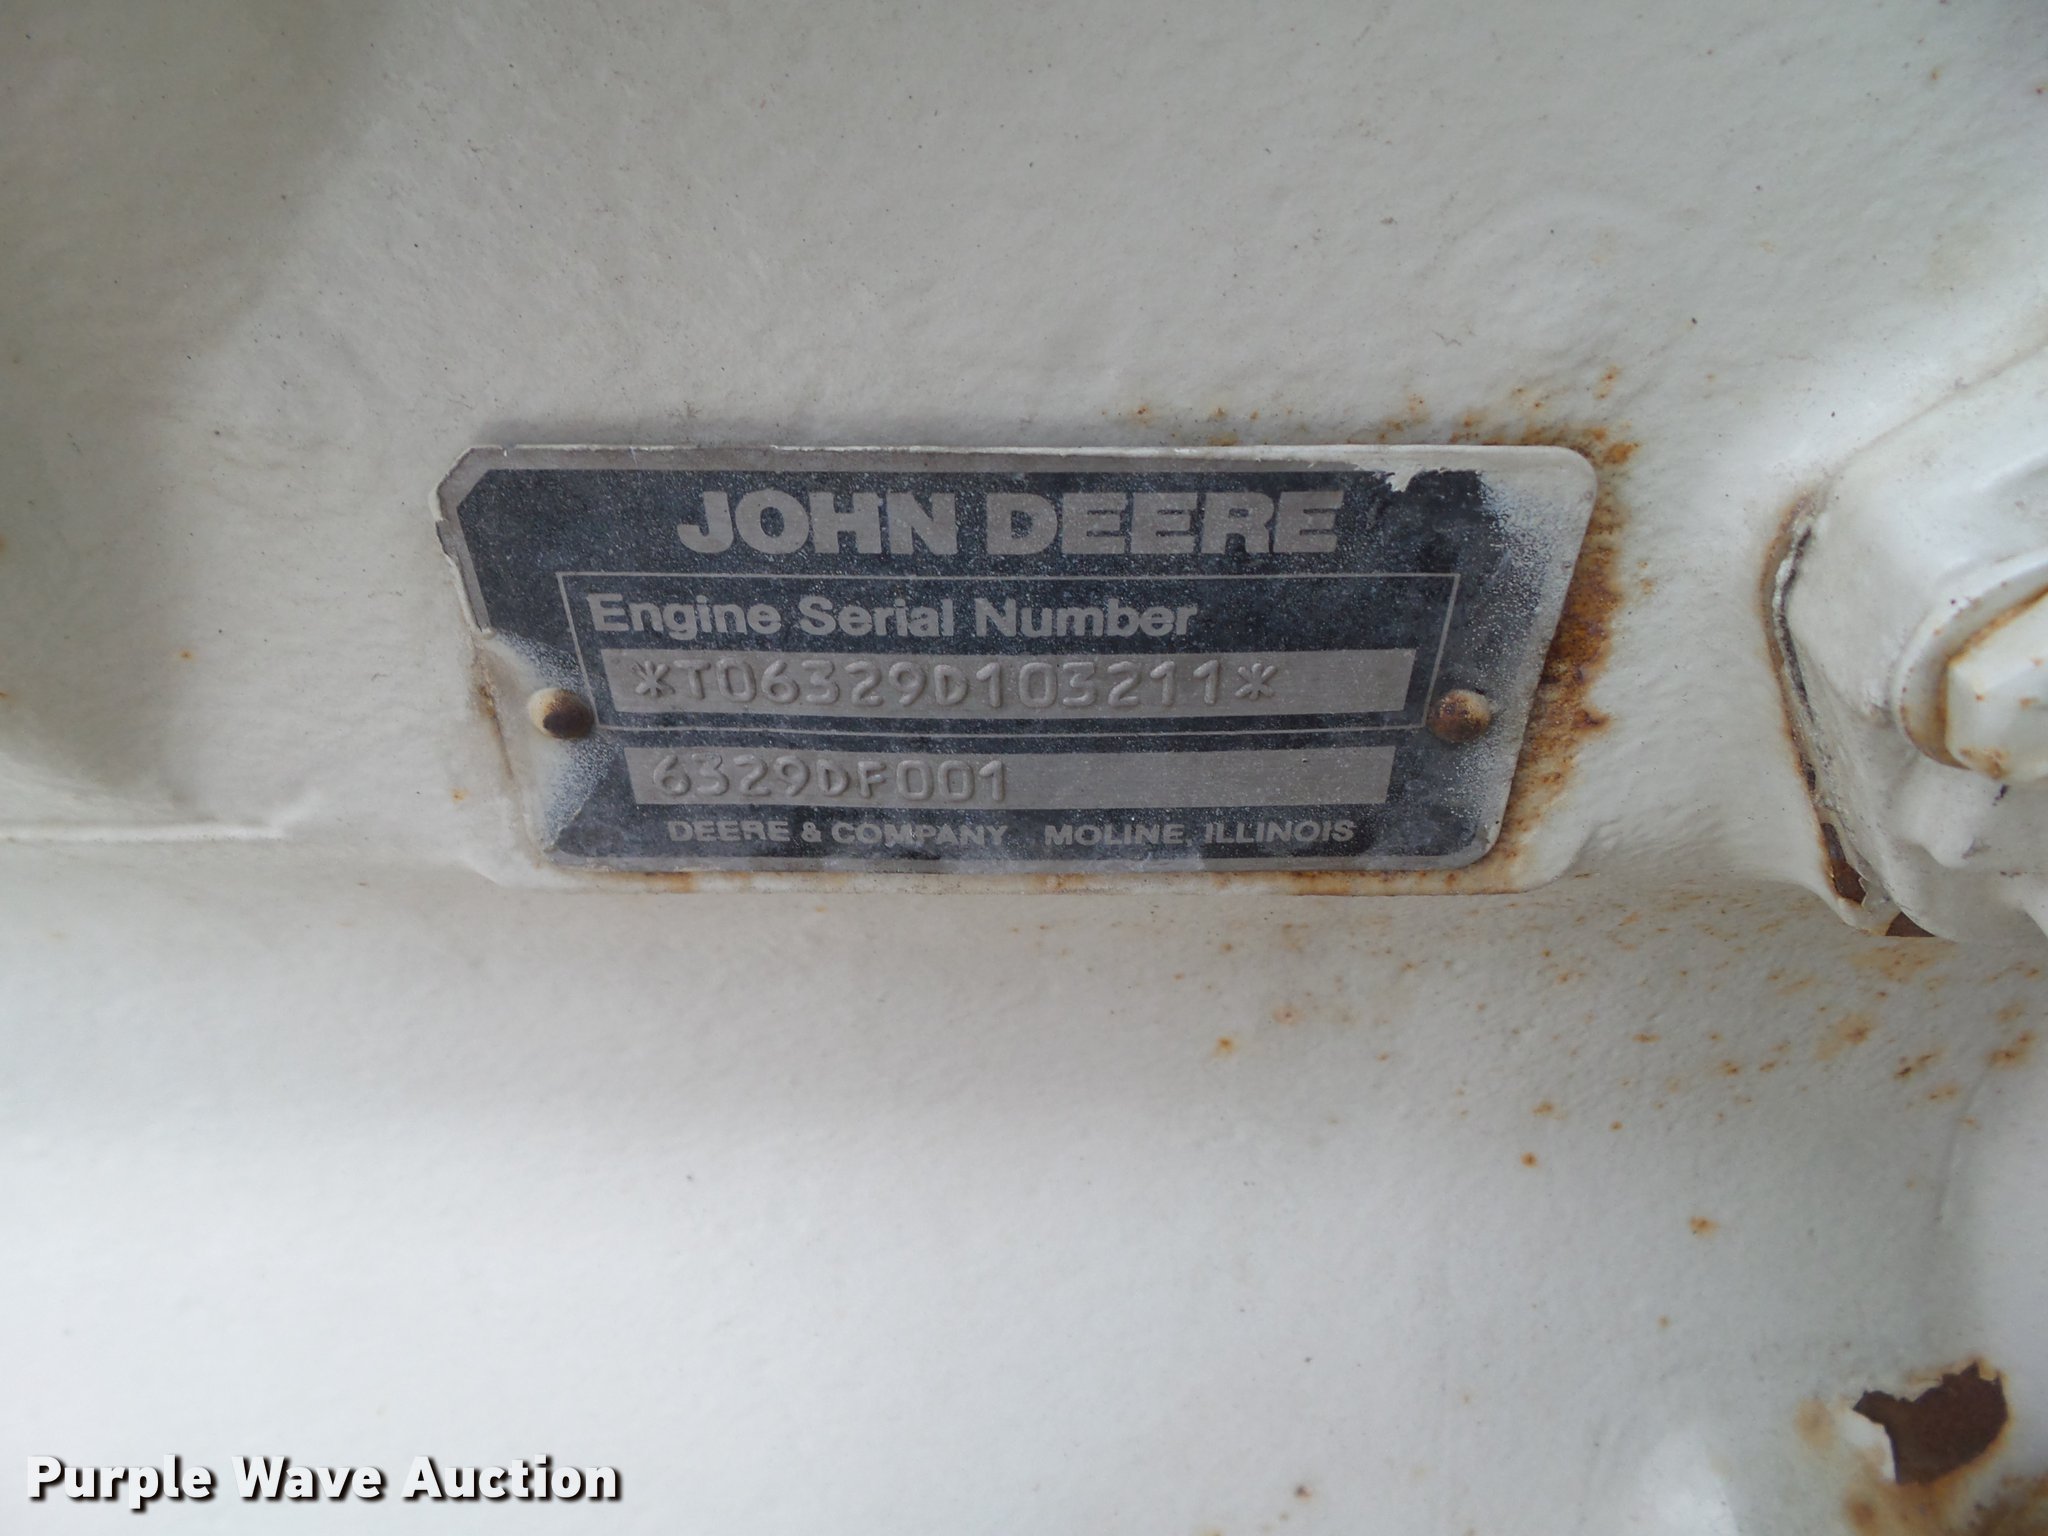 JOHN DEERE
Engine Serial Number
*T06329D103211*
6329DF001
DEERE & COMPANY MOLINE, ILLINOIS
Purple Wave Auction